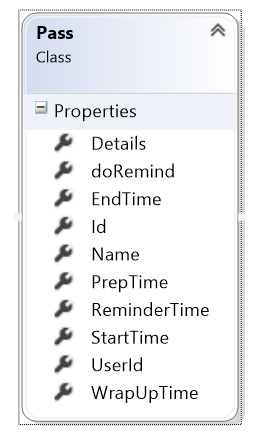 Pass
Class
Properties
Details
doRemind
EndTime
Id
Name
PrepTime
ReminderTime
StartTime
UserId
WrapUpTime